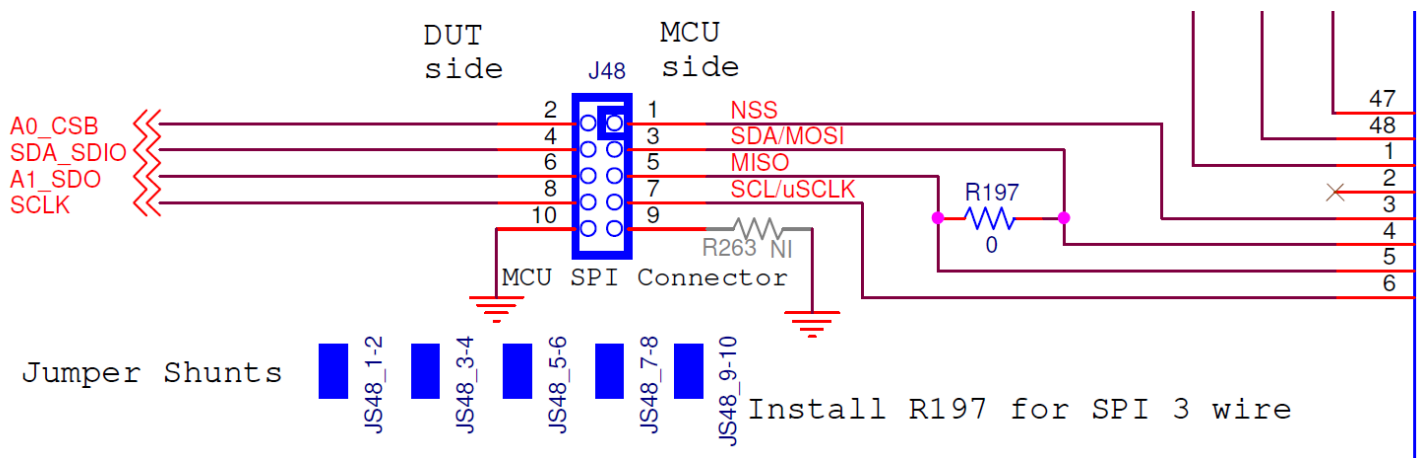 DUT side
MCU side
J48
A0_CSB
SDA_SDIO
A1_SDO
SCLK
2
4
6
8
10
1
3
5
7
9
NSS
SDA/MOSI
MISO
SCL/uSCLK
R197
0
R263 NI
MCU SPI Connector
47
48
1
2
3
4
5
6
Jumper Shunts
JS48_1-2
JS48_3-4
JS48_5-6
JS48_7-8
JS48_9-10
Install R197 for SPI 3 wire